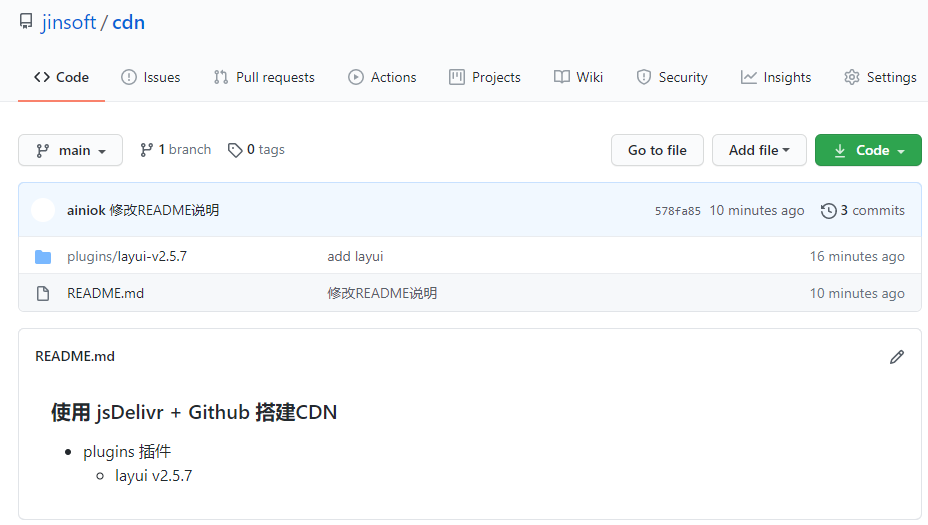 jinsoft / cdn
Code Issues Pull requests Actions Projects Wiki Security Insights Settings
main 1 branch 0 tags Go to file Add file Code
ainiok 修改README说明 578fa85 10 minutes ago 3 commits
plugins/layui-v2.5.7 add layui 16 minutes ago
README.md 修改README说明 10 minutes ago
README.md
使用 jsDelivr + Github 搭建CDN
plugins 插件
layui v2.5.7